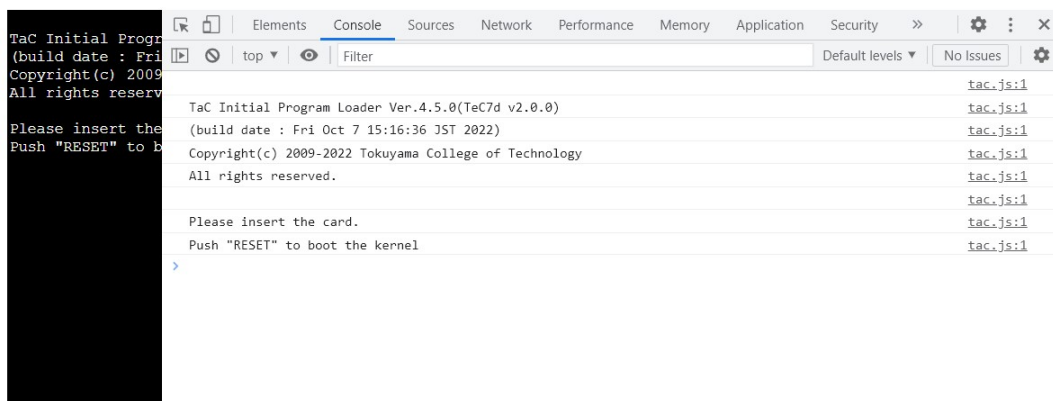 TaC Initial Progr
(build date : Fri
Copyright(c) 2009
All rights reserv
Please insert the
Push "RESET" to b
Elements Console Sources Network Performance Memory Application Security »
top ▼ Filter Default levels ▼ No Issues
tac.js:1
TaC Initial Program Loader Ver.4.5.0(TeC7d v2.0.0) tac.js:1
(build date : Fri Oct 7 15:16:36 JST 2022) tac.js:1
Copyright(c) 2009-2022 Tokuyama College of Technology tac.js:1
All rights reserved. tac.js:1
tac.js:1
Please insert the card. tac.js:1
Push "RESET" to boot the kernel tac.js:1
>